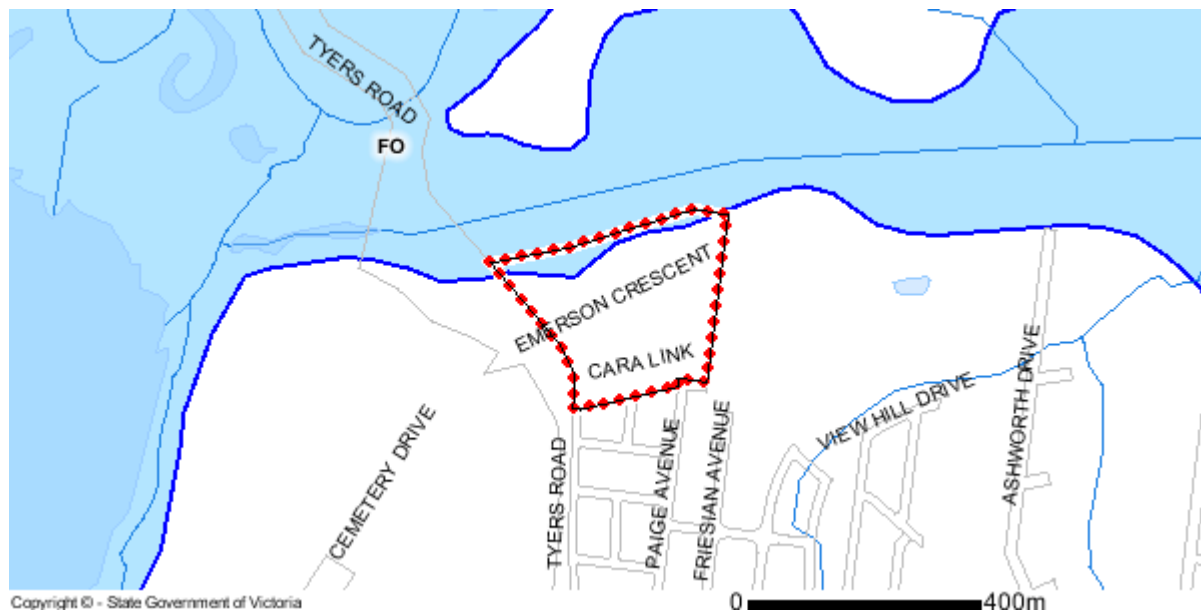 TYERS ROAD
FO
EMERSON CRESCENT
CARA LINK
CEMETERY DRIVE
TYERS ROAD
PAIGE AVENUE
FRIESIAN AVENUE
VIEW HILL DRIVE
ASHWORTH DRIVE
Copyright © - State Government of Victoria
0 400m